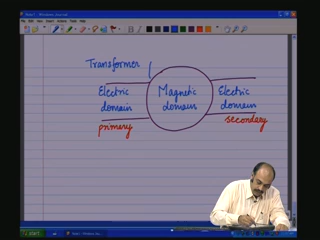 Transformer
Electric domain
Magnetic domain
Electric domain
primary
secondary